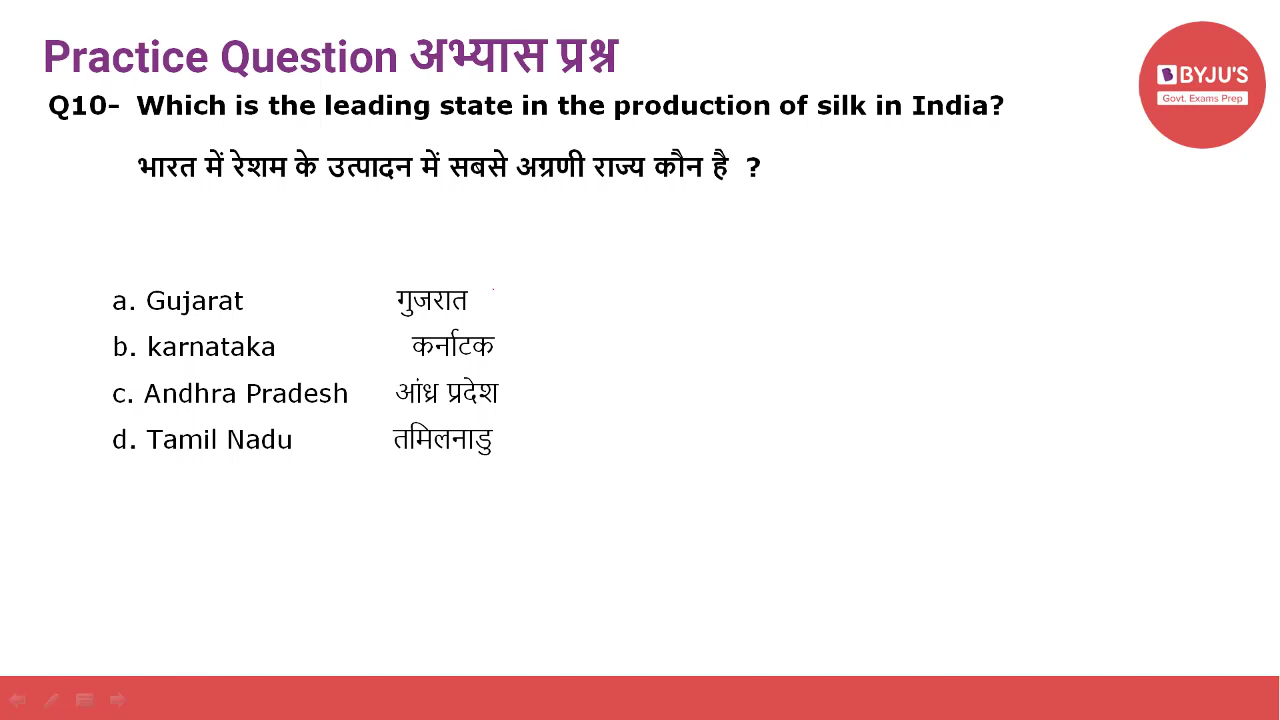 Practice Question अभ्यास प्रश्न
BYJU'S
Govt. Exams Prep
Q10- Which is the leading state in the production of silk in India?
भारत में रेशम के उत्पादन में सबसे अग्रणी राज्य कौन है ?
a. Gujarat गुजरात
b. karnataka कर्नाटक
c. Andhra Pradesh आंध्र प्रदेश
d. Tamil Nadu तमिलनाडु